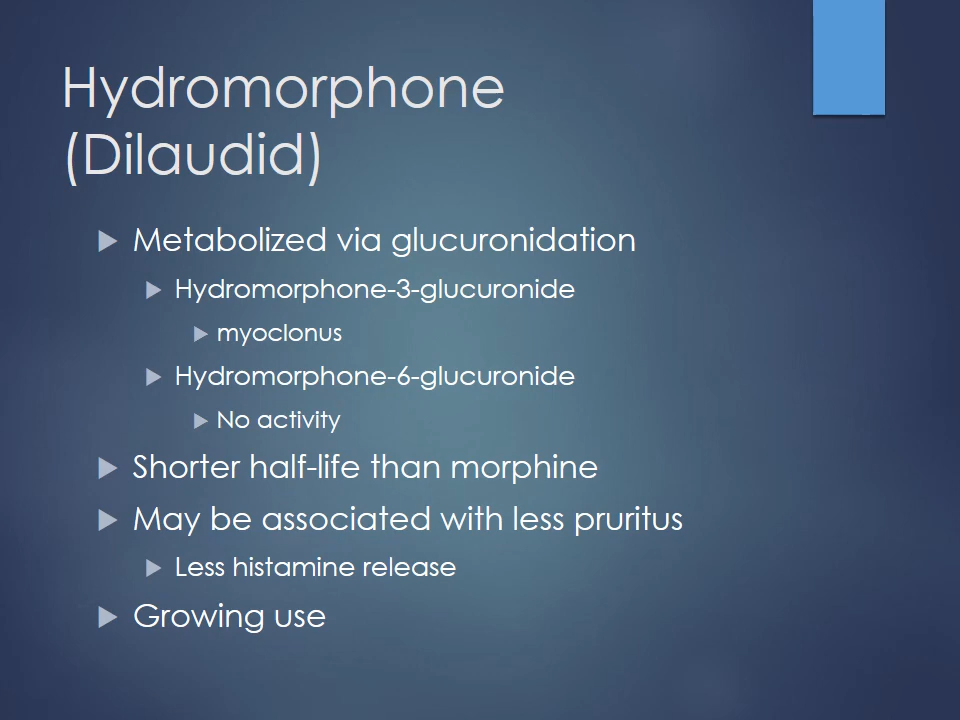 Hydromorphone
(Dilaudid)
Metabolized via glucuronidation
Hydromorphone-3-glucuronide
myoclonus
Hydromorphone-6-glucuronide
No activity
Shorter half-life than morphine
May be associated with less pruritus
Less histamine release
Growing use